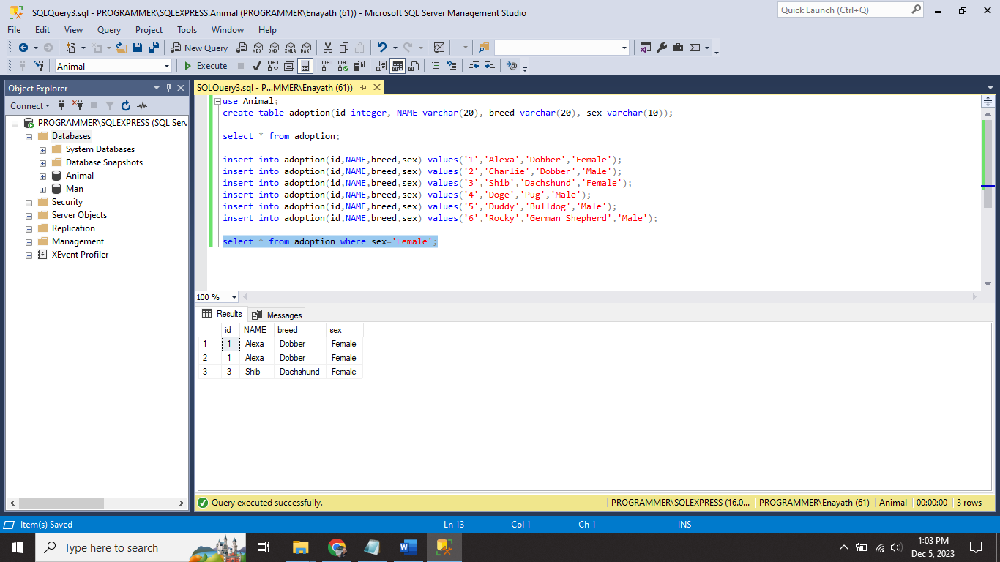 SQLQuery3.sql - PROGRAMMER\SQLEXPRESS.Animal (PROGRAMMER\Enayath (61)) - Microsoft SQL Server Management Studio
Quick Launch (Ctrl+Q)
File Edit View Query Project Tools Window Help
New Query MDX DMX XMLA DAX
Animal Execute
Object Explorer
Connect
PROGRAMMER\SQLEXPRESS (SQL Serv
Databases
System Databases
Database Snapshots
Animal
Man
Security
Server Objects
Replication
Management
XEvent Profiler
SQLQuery3.sql - P...MMER\Enayath (61))
use Animal;
create table adoption(id integer, NAME varchar(20), breed varchar(20), sex varchar(10));
select * from adoption;
insert into adoption(id,NAME,breed,sex) values('1','Alexa','Dobber','Female');
insert into adoption(id,NAME,breed,sex) values('2','Charlie','Dobber','Male');
insert into adoption(id,NAME,breed,sex) values('3','Shib','Dachshund','Female');
insert into adoption(id,NAME,breed,sex) values('4','Doge','Pug','Male');
insert into adoption(id,NAME,breed,sex) values('5','Duddy','Bulldog','Male');
insert into adoption(id,NAME,breed,sex) values('6','Rocky','German Shepherd','Male');
select * from adoption where sex='Female';
100 %
Results Messages
id NAME breed sex
1 1 Alexa Dobber Female
2 1 Alexa Dobber Female
3 3 Shib Dachshund Female
Query executed successfully. PROGRAMMER\SQLEXPRESS (16.0... PROGRAMMER\Enayath (61) Animal 00:00:00 3 rows
Item(s) Saved Ln 13 Col 1 Ch 1 INS
Type here to search
1:03 PM
Dec 5, 2023